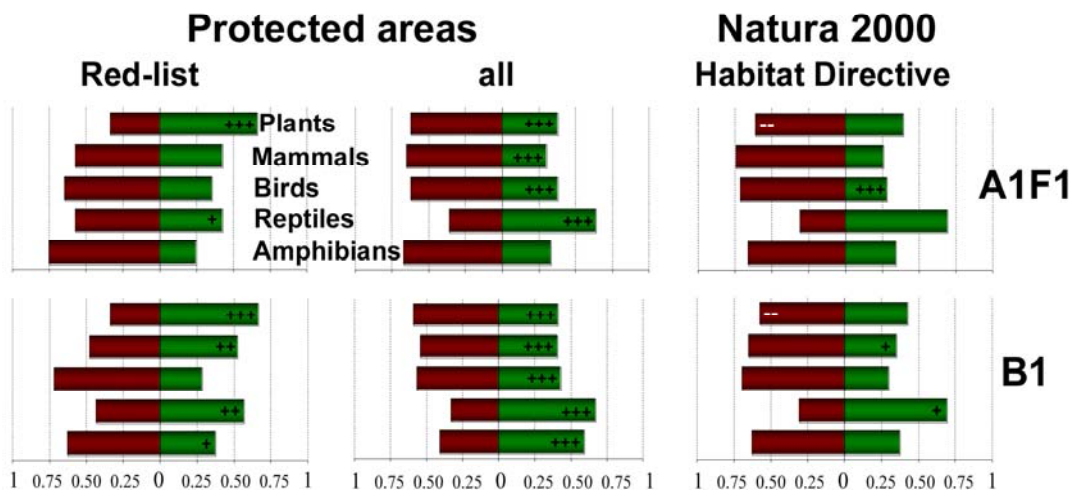 Protected areas Natura 2000
Red-list all Habitat Directive
+++ Plants +++ --
Mammals +++
Birds +++ +++
A1F1
+ Reptiles +++
Amphibians
+++ +++ --
++ +++ +
+++
B1
++ +++ +
+ +++
1 0.75 0.50 0.25 0 0.25 0.50 0.75 1 1 0.75 0.50 0.25 0 0.25 0.50 0.75 1 1 0.75 0.50 0.25 0 0.25 0.50 0.75 1